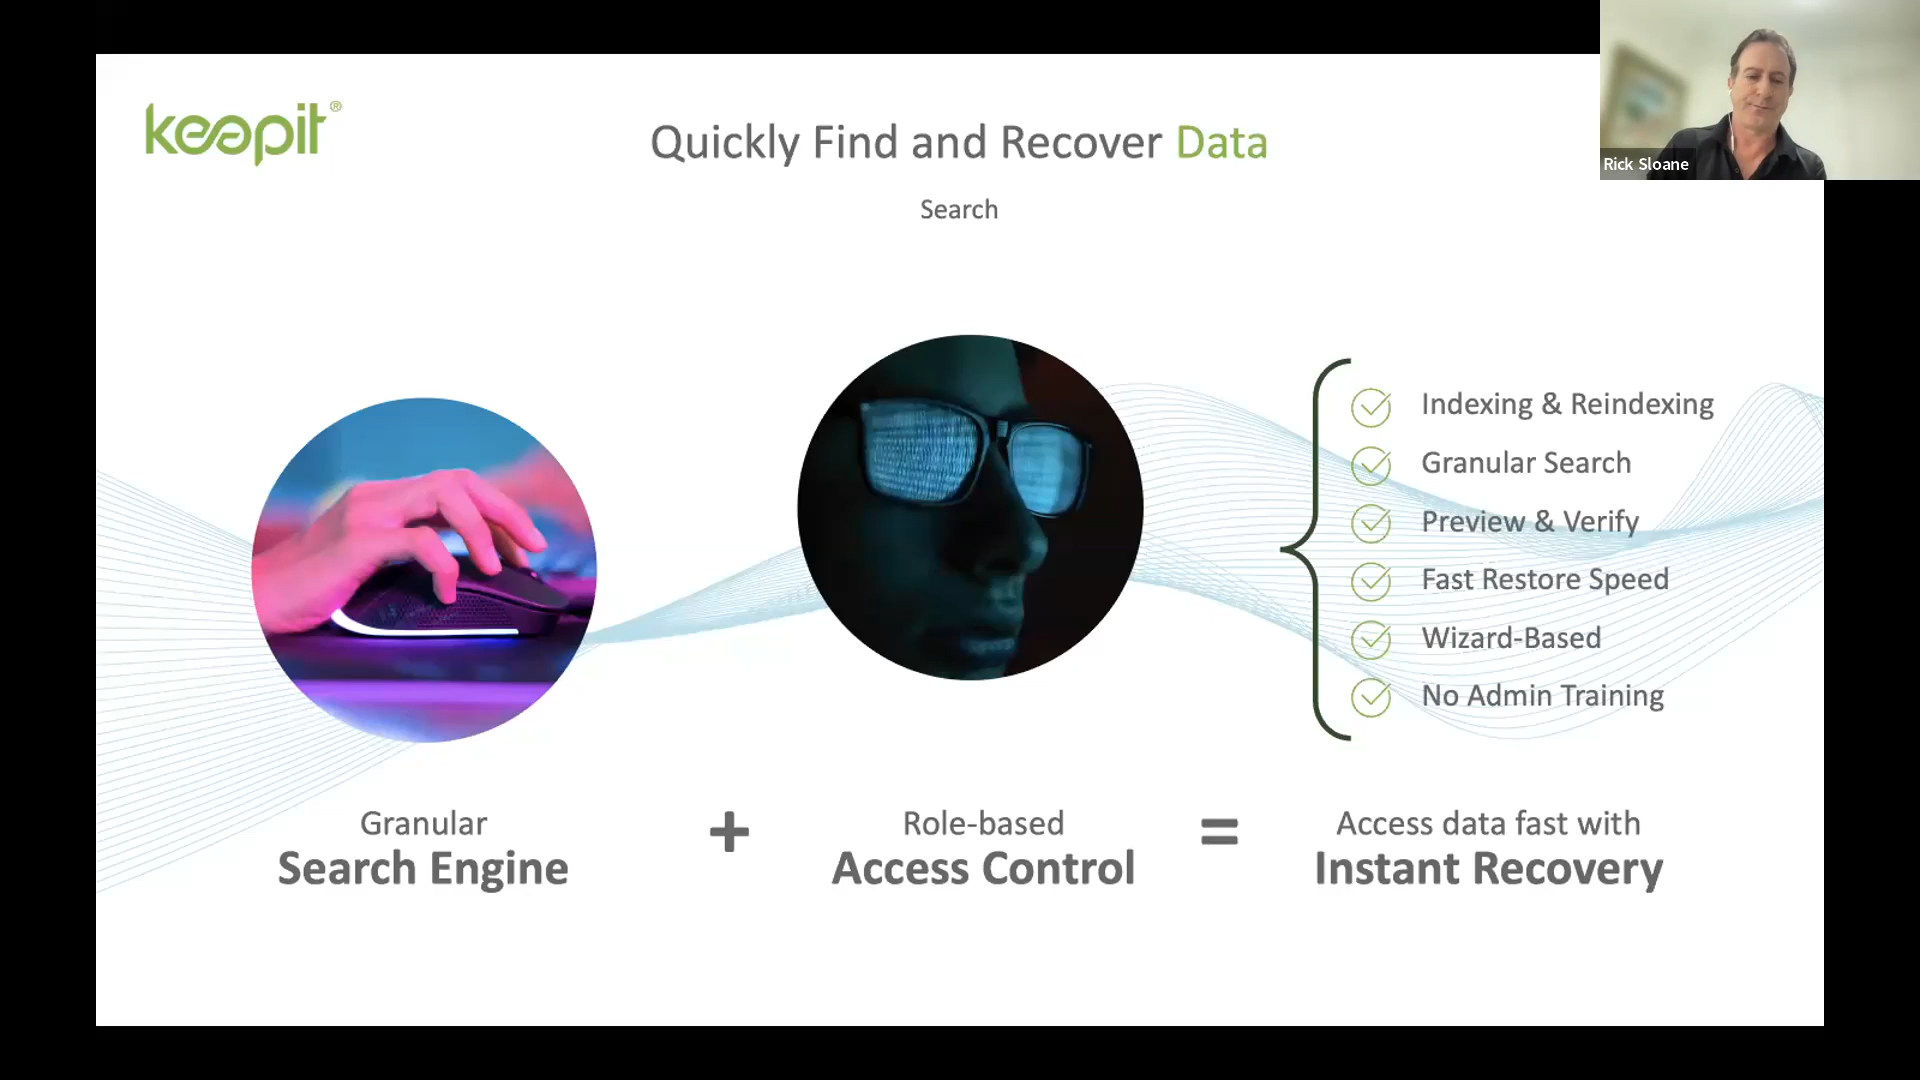 keepit®
Quickly Find and Recover Data
Search
Rick Sloane
Indexing & Reindexing
Granular Search
Preview & Verify
Fast Restore Speed
Wizard-Based
No Admin Training
Granular
Search Engine
+
Role-based
Access Control
=
Access data fast with
Instant Recovery